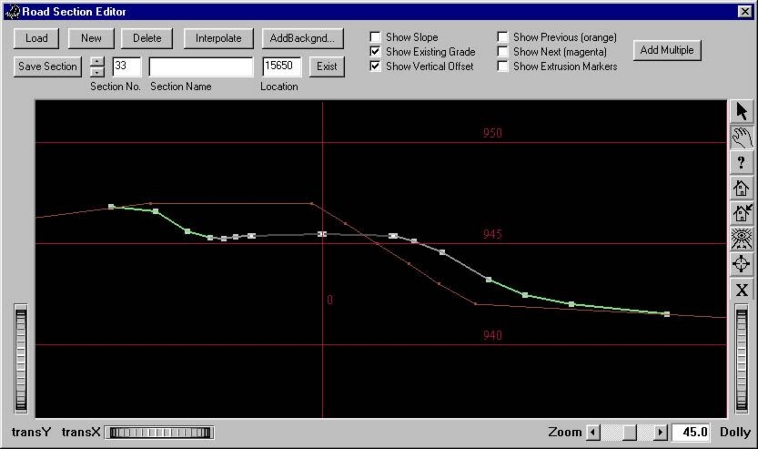 Road Section Editor
Load New Delete Interpolate AddBackgnd...
Show Slope Show Previous (orange)
Show Existing Grade Show Next (magenta) Add Multiple
Save Section 33 15650 Exist Show Vertical Offset Show Extrusion Markers
Section No. Section Name Location
950
945
0
940
?
X
transY transX Zoom 45.0 Dolly